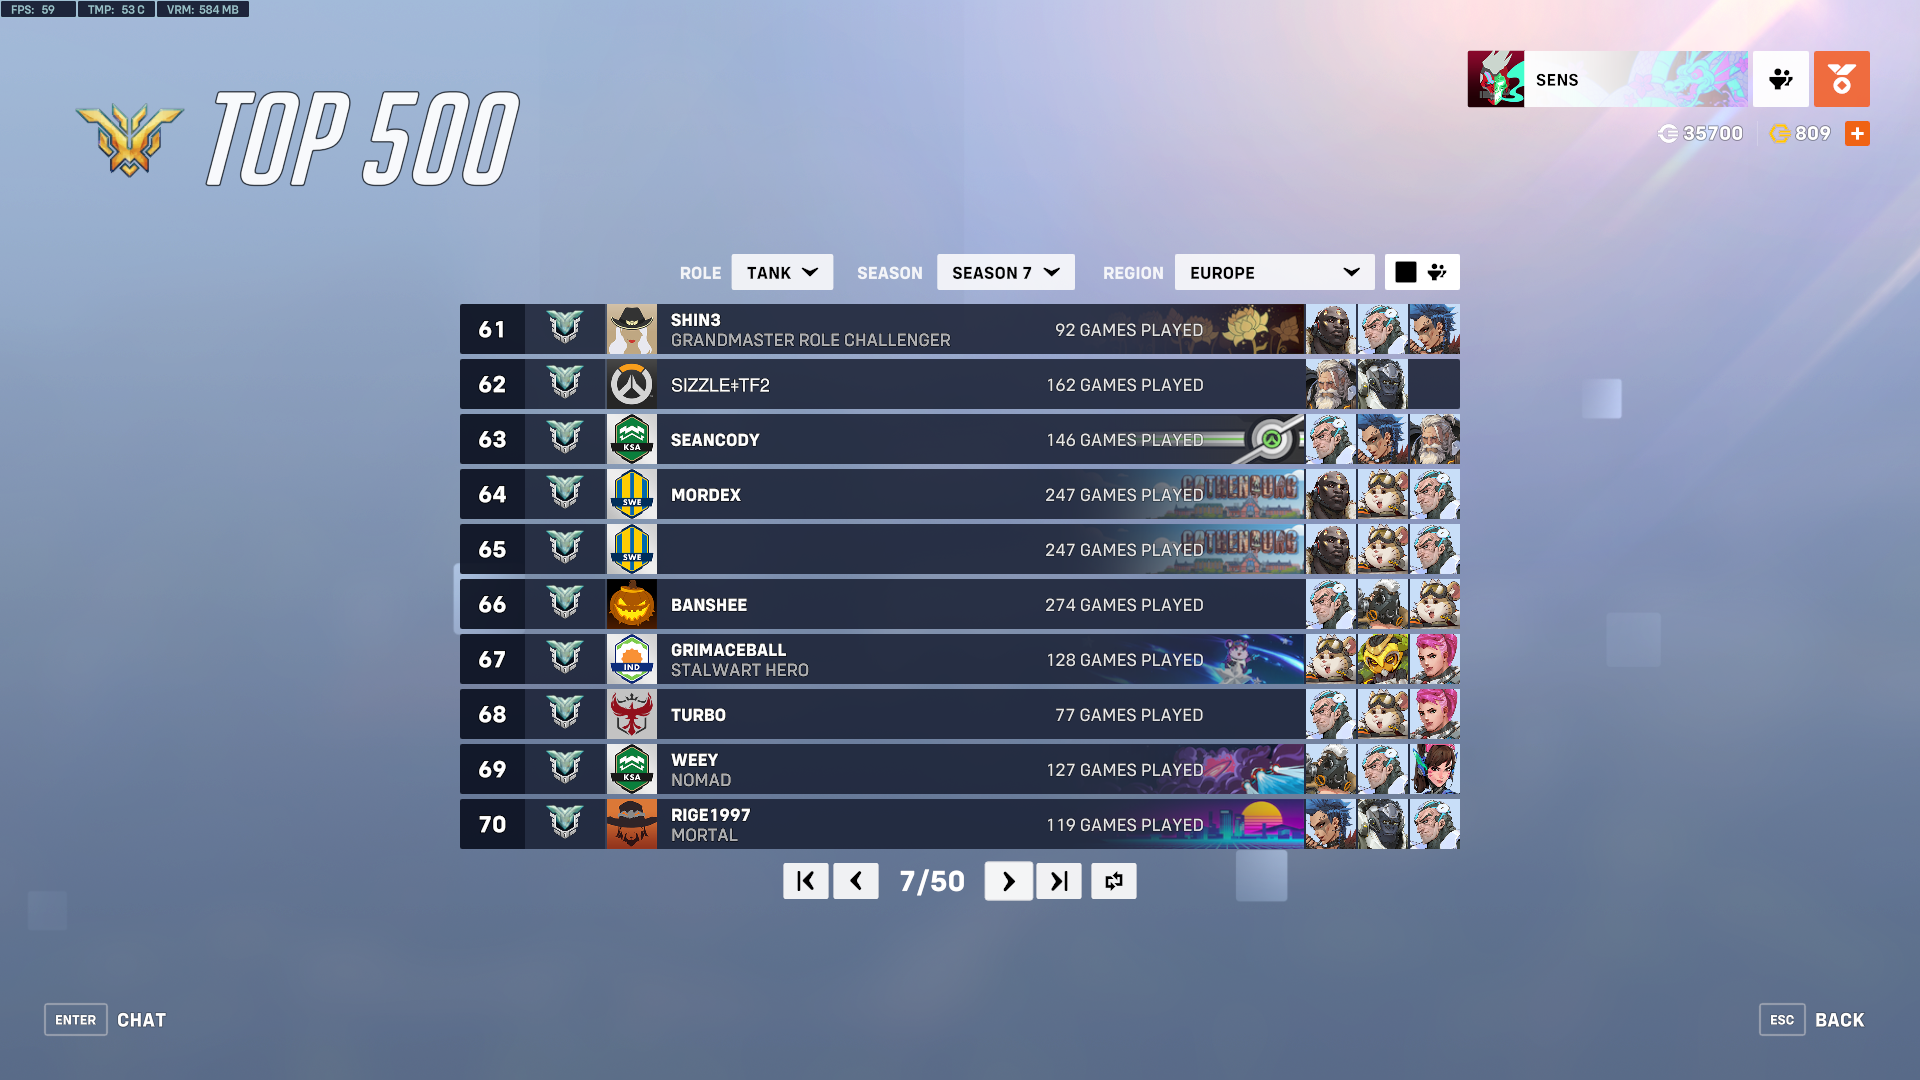 FPS: 59 TMP: 53 C VRM: 584 MB
TOP 500
SENS
35700 809
ROLE TANK SEASON SEASON 7 REGION EUROPE
61 SHIN3 92 GAMES PLAYED
GRANDMASTER ROLE CHALLENGER
62 SIZZLEǂTF2 162 GAMES PLAYED
63 KSA SEANCODY 146 GAMES PLAYED
64 SWE MORDEX 247 GAMES PLAYED GOTHENBURG
65 SWE 247 GAMES PLAYED GOTHENBURG
66 BANSHEE 274 GAMES PLAYED
67 IND GRIMACEBALL 128 GAMES PLAYED
STALWART HERO
68 TURBO 77 GAMES PLAYED
69 KSA WEEY 127 GAMES PLAYED
NOMAD
70 RIGE1997 119 GAMES PLAYED
MORTAL
7/50
ENTER CHAT
ESC BACK